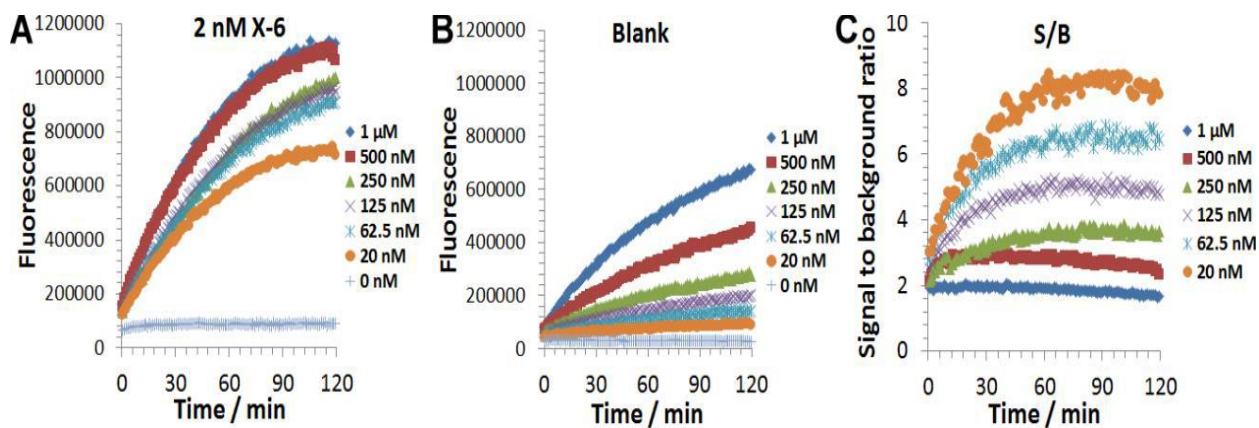 A
2 nM X-6
Fluorescence
1200000
1000000
800000
600000
400000
200000
0
0 30 60 90 120
Time / min
1 µM
500 nM
250 nM
125 nM
62.5 nM
20 nM
0 nM
B
Blank
Fluorescence
1200000
1000000
800000
600000
400000
200000
0
0 30 60 90 120
Time / min
1 µM
500 nM
250 nM
125 nM
62.5 nM
20 nM
0 nM
C
S/B
Signal to background ratio
10
8
6
4
2
0
0 30 60 90 120
Time / min
1 µM
500 nM
250 nM
125 nM
62.5 nM
20 nM